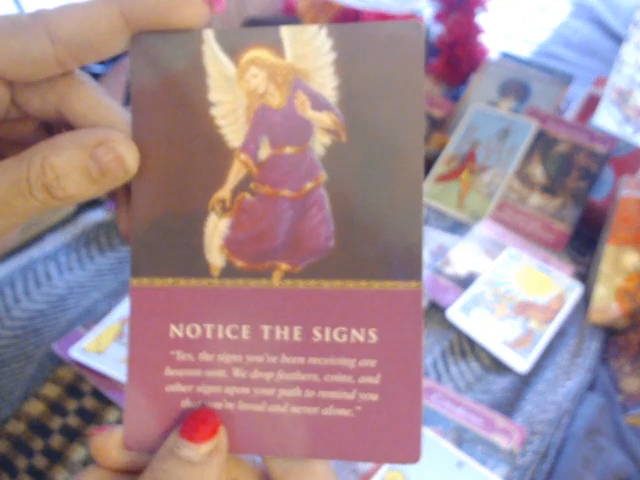 NOTICE THE SIGNS
"Yes, the signs you've been receiving are
heaven-sent. We drop feathers, coins, and
other signs upon your path to remind you
you're loved and never alone."